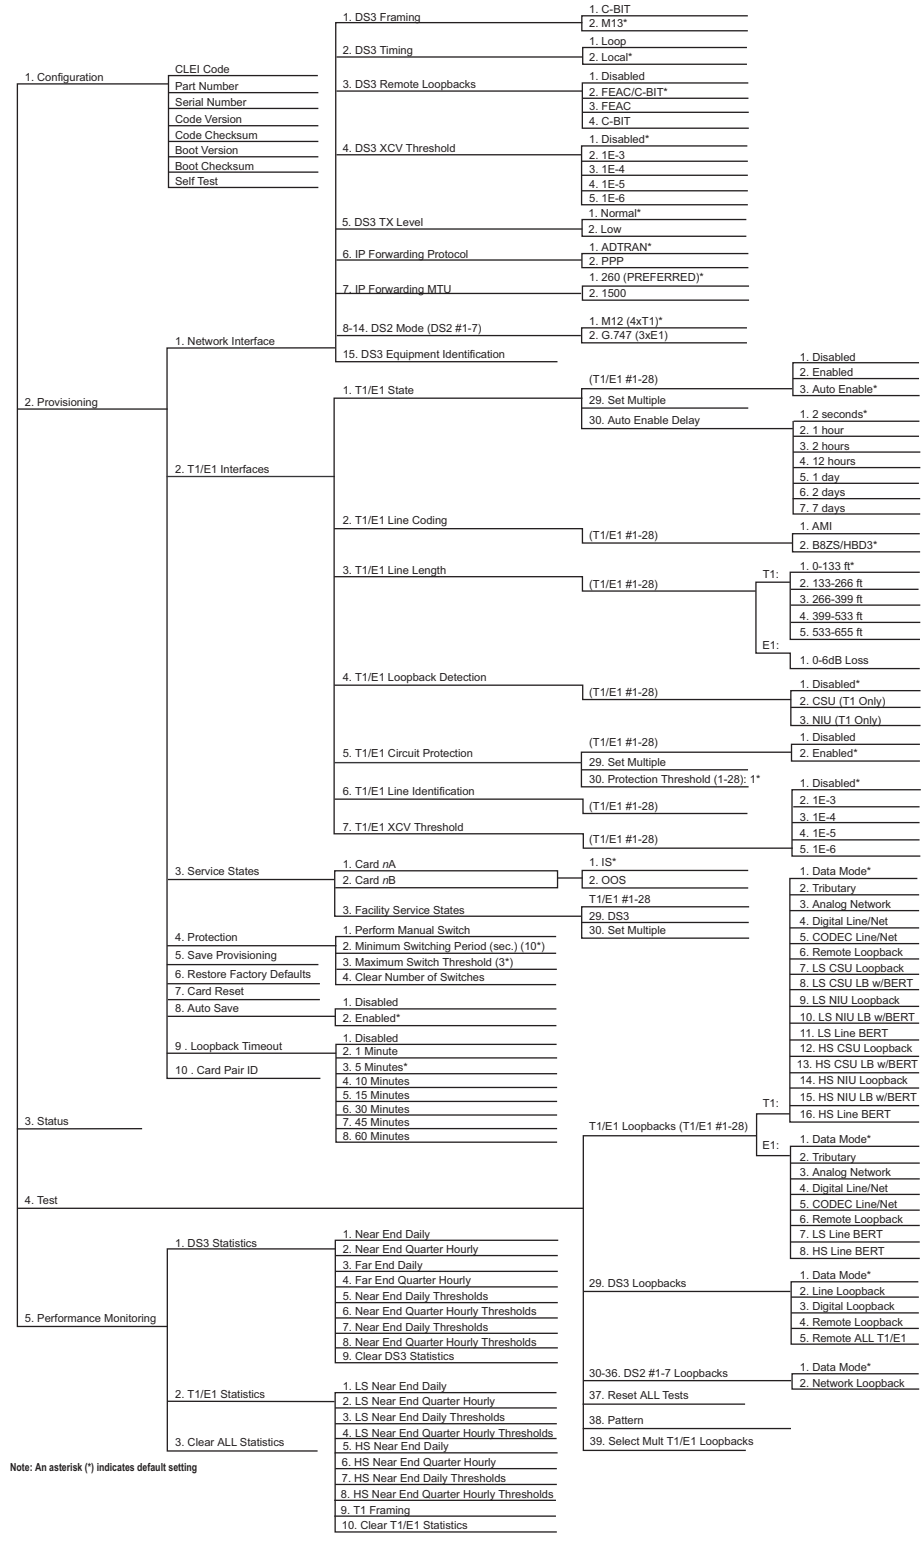 1. Configuration
CLEI Code
Part Number
Serial Number
Code Version
Code Checksum
Boot Version
Boot Checksum
Self Test
2. Provisioning
1. Network Interface
1. DS3 Framing
1. C-BIT
2. M13*
2. DS3 Timing
1. Loop
2. Local*
3. DS3 Remote Loopbacks
1. Disabled
2. FEAC/C-BIT*
3. FEAC
4. C-BIT
4. DS3 XCV Threshold
1. Disabled*
2. 1E-3
3. 1E-4
4. 1E-5
5. 1E-6
5. DS3 TX Level
1. Normal*
2. Low
6. IP Forwarding Protocol
1. ADTRAN*
2. PPP
7. IP Forwarding MTU
1. 260 (PREFERRED)*
2. 1500
8-14. DS2 Mode (DS2 #1-7)
1. M12 (4xT1)*
2. G.747 (3xE1)
15. DS3 Equipment Identification
2. T1/E1 Interfaces
1. T1/E1 State
(T1/E1 #1-28)
1. Disabled
2. Enabled
3. Auto Enable*
29. Set Multiple
30. Auto Enable Delay
1. 2 seconds*
2. 1 hour
3. 2 hours
4. 12 hours
5. 1 day
6. 2 days
7. 7 days
2. T1/E1 Line Coding
(T1/E1 #1-28)
1. AMI
2. B8ZS/HBD3*
3. T1/E1 Line Length
(T1/E1 #1-28)
T1:
1. 0-133 ft*
2. 133-266 ft
3. 266-399 ft
4. 399-533 ft
5. 533-655 ft
E1:
1. 0-6dB Loss
4. T1/E1 Loopback Detection
(T1/E1 #1-28)
1. Disabled*
2. CSU (T1 Only)
3. NIU (T1 Only)
5. T1/E1 Circuit Protection
(T1/E1 #1-28)
1. Disabled
2. Enabled*
29. Set Multiple
30. Protection Threshold (1-28): 1*
6. T1/E1 Line Identification
(T1/E1 #1-28)
7. T1/E1 XCV Threshold
(T1/E1 #1-28)
1. Disabled*
2. 1E-3
3. 1E-4
4. 1E-5
5. 1E-6
3. Service States
1. Card nA
2. Card nB
1. IS*
2. OOS
3. Facility Service States
T1/E1 #1-28
29. DS3
30. Set Multiple
4. Protection
1. Perform Manual Switch
2. Minimum Switching Period (sec.) (10*)
3. Maximum Switch Threshold (3*)
4. Clear Number of Switches
5. Save Provisioning
6. Restore Factory Defaults
7. Card Reset
8. Auto Save
1. Disabled
2. Enabled*
9 . Loopback Timeout
1. Disabled
2. 1 Minute
3. 5 Minutes*
4. 10 Minutes
5. 15 Minutes
6. 30 Minutes
7. 45 Minutes
8. 60 Minutes
10 . Card Pair ID
3. Status
4. Test
T1/E1 Loopbacks (T1/E1 #1-28)
T1:
1. Data Mode*
2. Tributary
3. Analog Network
4. Digital Line/Net
5. CODEC Line/Net
6. Remote Loopback
7. LS CSU Loopback
8. LS CSU LB w/BERT
9. LS NIU Loopback
10. LS NIU LB w/BERT
11. LS Line BERT
12. HS CSU Loopback
13. HS CSU LB w/BERT
14. HS NIU Loopback
15. HS NIU LB w/BERT
16. HS Line BERT
E1:
1. Data Mode*
2. Tributary
3. Analog Network
4. Digital Line/Net
5. CODEC Line/Net
6. Remote Loopback
7. LS Line BERT
8. HS Line BERT
29. DS3 Loopbacks
1. Data Mode*
2. Line Loopback
3. Digital Loopback
4. Remote Loopback
5. Remote ALL T1/E1
30-36. DS2 #1-7 Loopbacks
1. Data Mode*
2. Network Loopback
37. Reset ALL Tests
38. Pattern
39. Select Mult T1/E1 Loopbacks
5. Performance Monitoring
1. DS3 Statistics
1. Near End Daily
2. Near End Quarter Hourly
3. Far End Daily
4. Far End Quarter Hourly
5. Near End Daily Thresholds
6. Near End Quarter Hourly Thresholds
7. Near End Daily Thresholds
8. Near End Quarter Hourly Thresholds
9. Clear DS3 Statistics
2. T1/E1 Statistics
1. LS Near End Daily
2. LS Near End Quarter Hourly
3. LS Near End Daily Thresholds
4. LS Near End Quarter Hourly Thresholds
5. HS Near End Daily
6. HS Near End Quarter Hourly
7. HS Near End Daily Thresholds
8. HS Near End Quarter Hourly Thresholds
9. T1 Framing
10. Clear T1/E1 Statistics
3. Clear ALL Statistics
Note: An asterisk (*) indicates default setting